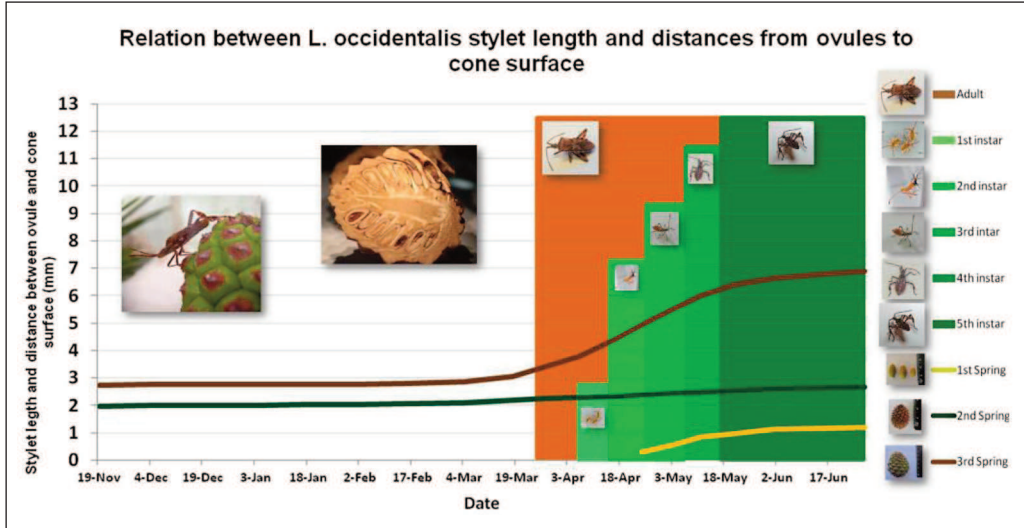 Relation between L. occidentalis stylet length and distances from ovules to
cone surface
Stylet length and distance between ovule and cone
surface (mm)
13
12
11
10
9
8
7
6
5
4
3
2
1
0
19-Nov 4-Dec 19-Dec 3-Jan 18-Jan 2-Feb 17-Feb 4-Mar 19-Mar 3-Apr 18-Apr 3-May 18-May 2-Jun 17-Jun
Date
Adult
1st instar
2nd instar
3rd intar
4th instar
5th instar
1st Spring
2nd Spring
3rd Spring